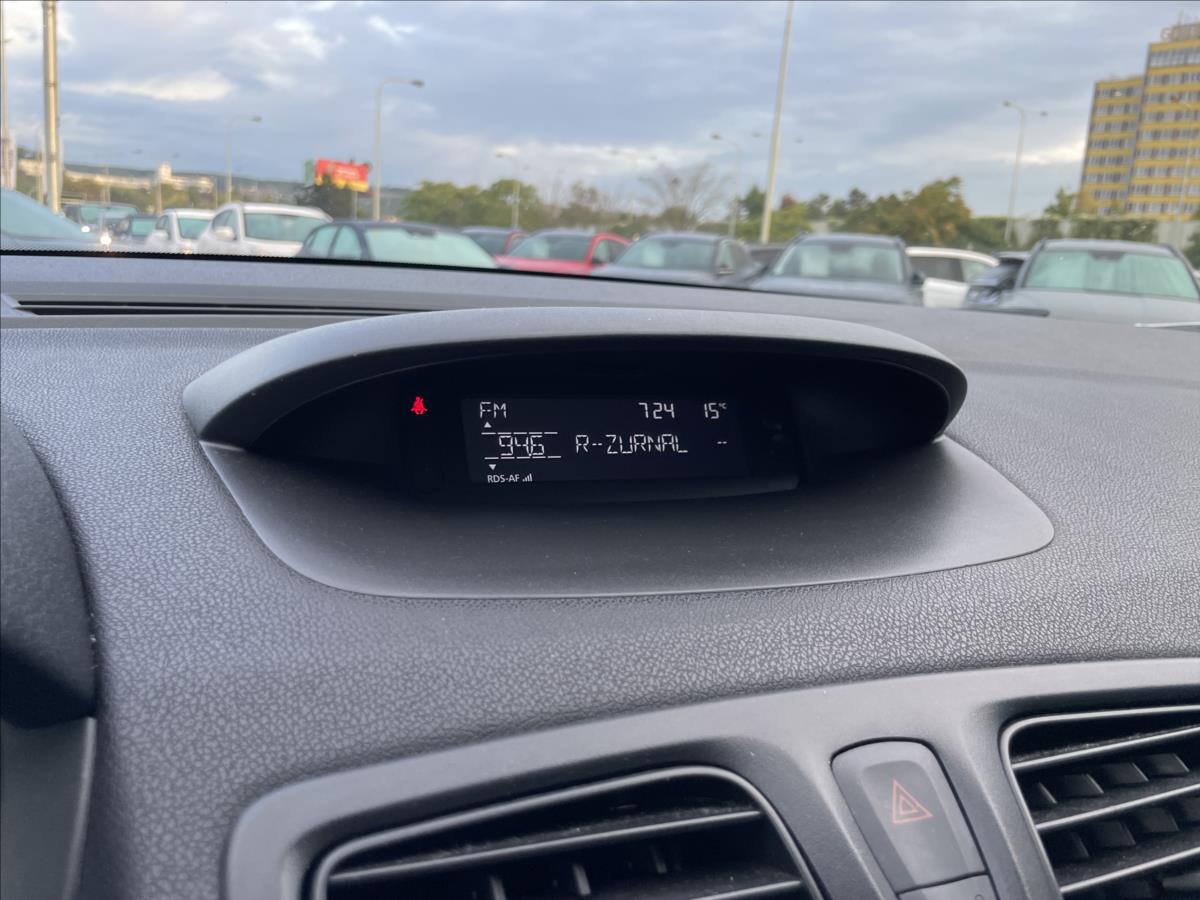 FM 724 15°C
946 R-ZURNAL --
RDS-AF